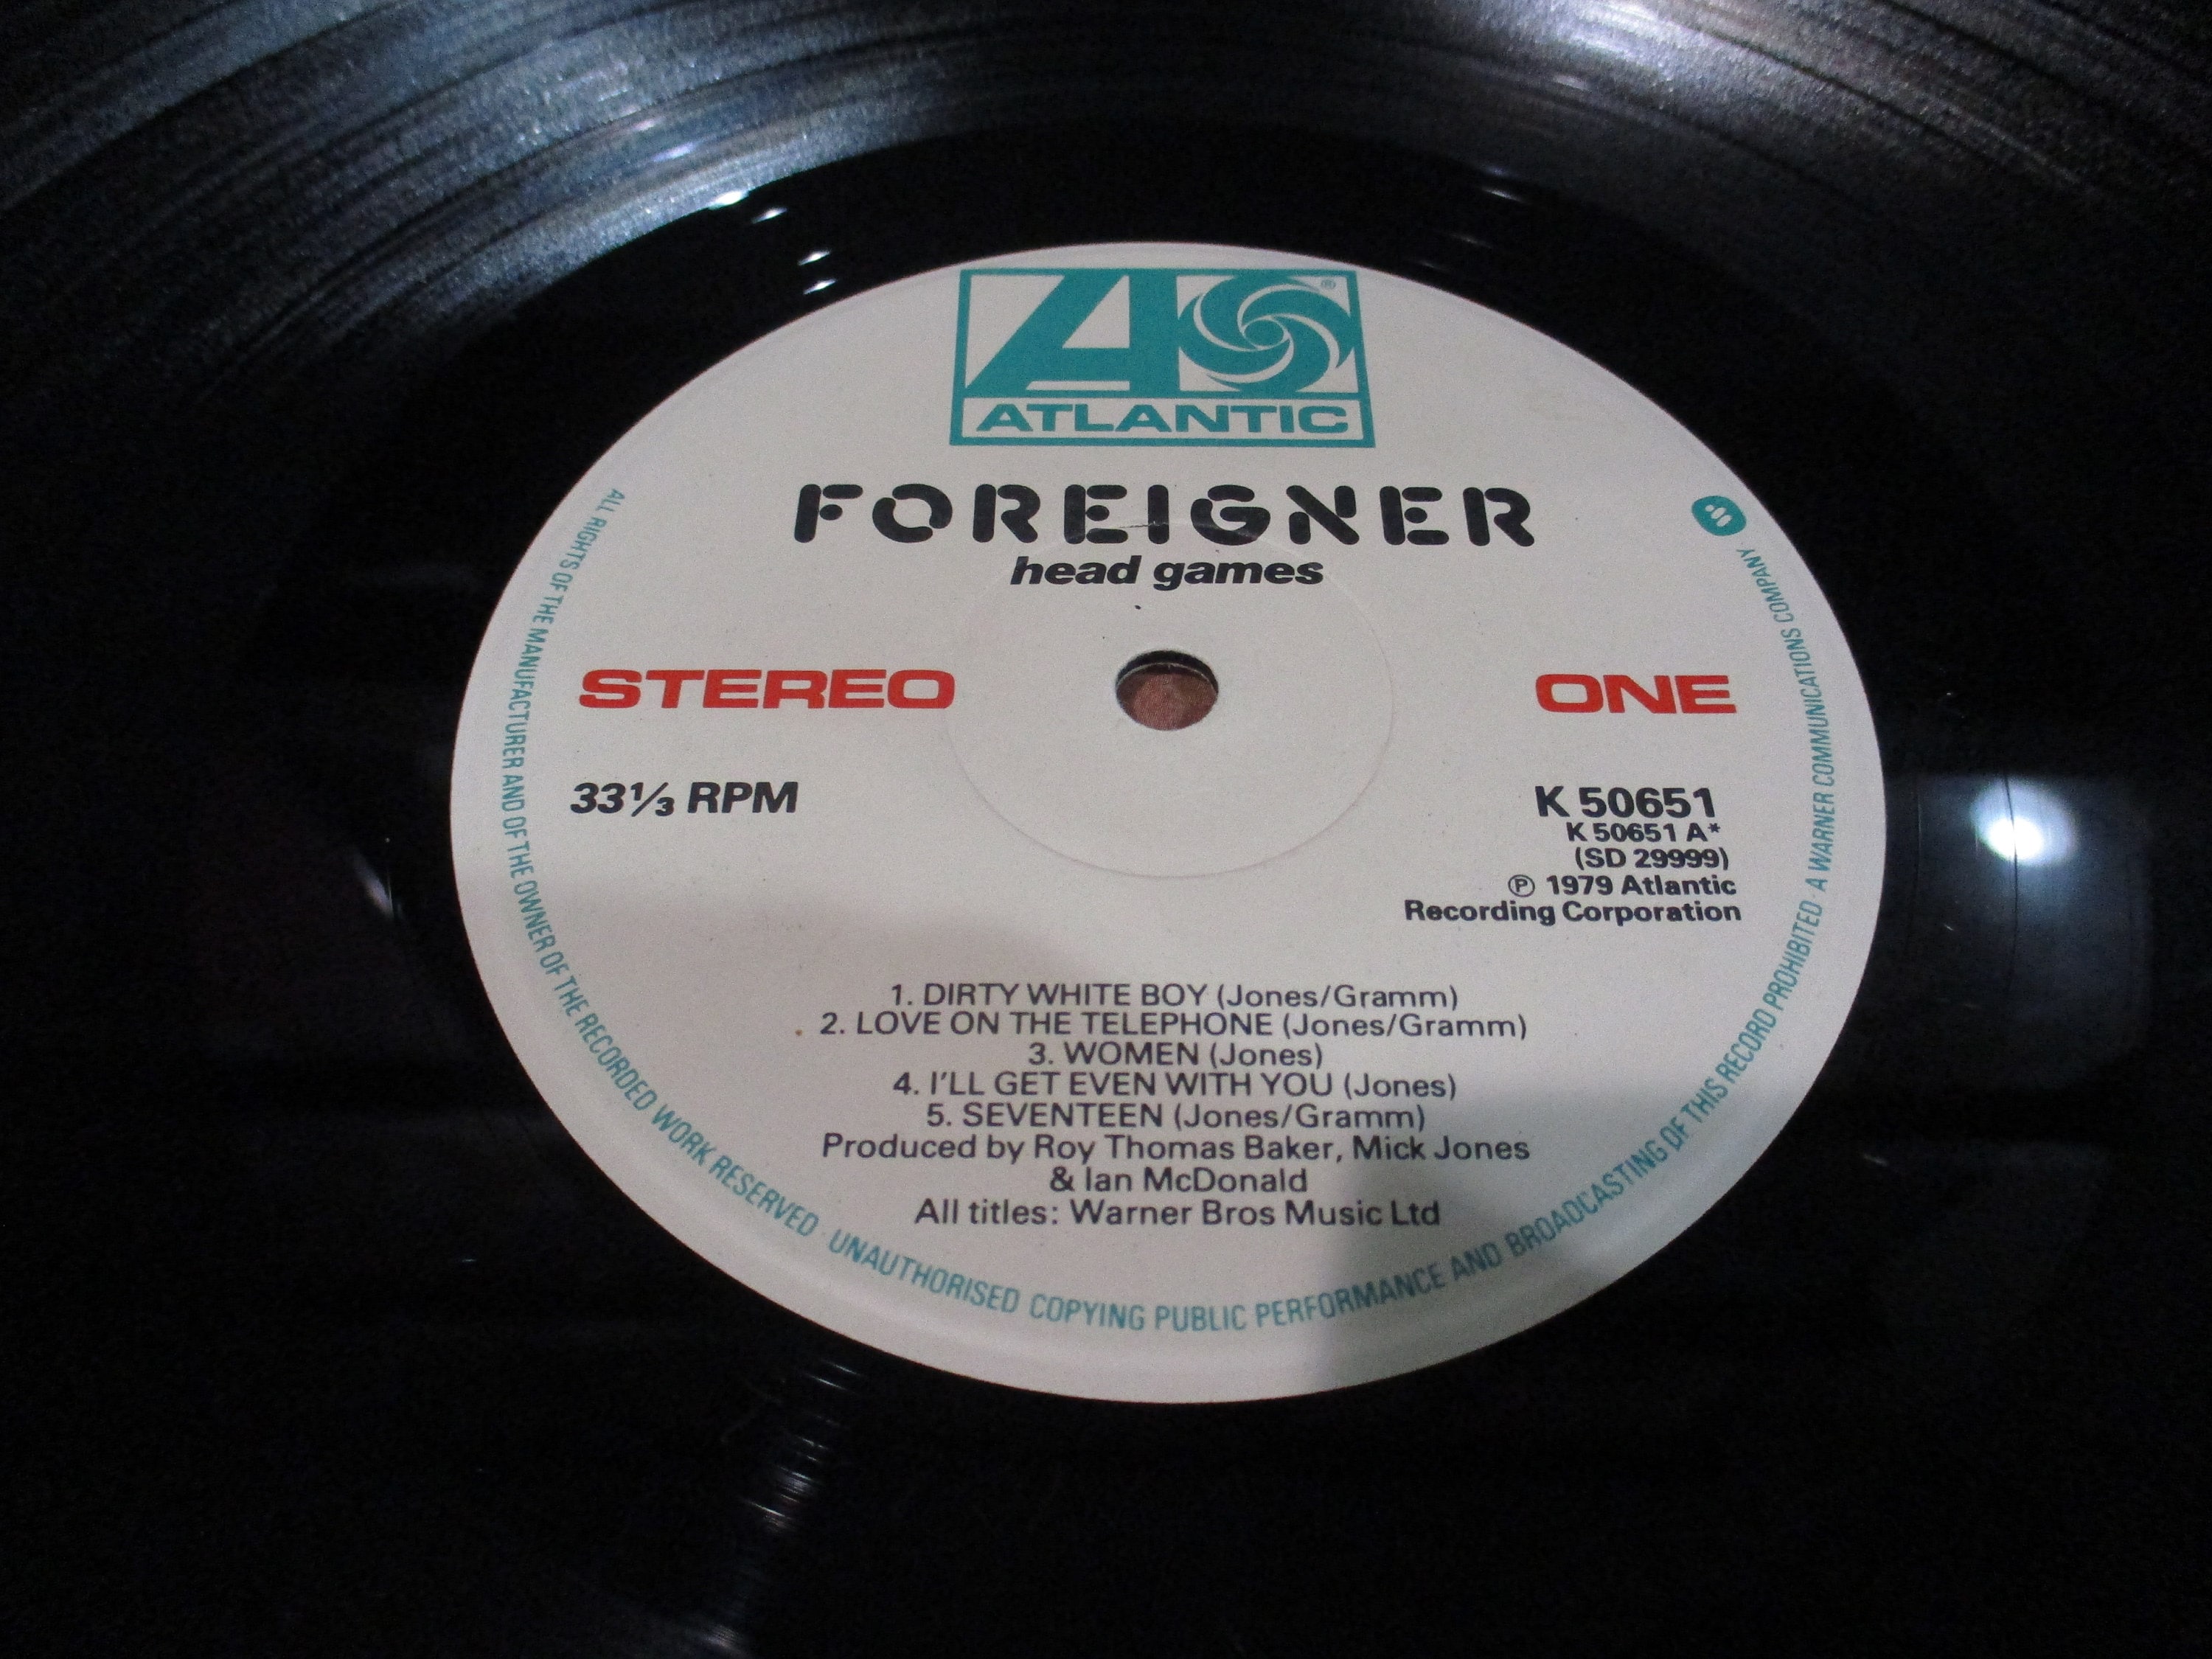 ®
ATLANTIC
FOREIGNER
head games
STEREO
ONE
33⅓ RPM
K 50651
K 50651 A*
(SD 29999)
℗ 1979 Atlantic
Recording Corporation
1. DIRTY WHITE BOY (Jones/Gramm)
2. LOVE ON THE TELEPHONE (Jones/Gramm)
3. WOMEN (Jones)
4. I'LL GET EVEN WITH YOU (Jones)
5. SEVENTEEN (Jones/Gramm)
Produced by Roy Thomas Baker, Mick Jones
& Ian McDonald
All titles: Warner Bros Music Ltd
ALL RIGHTS OF THE MANUFACTURER AND OF THE OWNER OF THE RECORDED WORK RESERVED · UNAUTHORISED COPYING PUBLIC PERFORMANCE AND BROADCASTING OF THIS RECORD PROHIBITED · A WARNER COMMUNICATIONS COMPANY